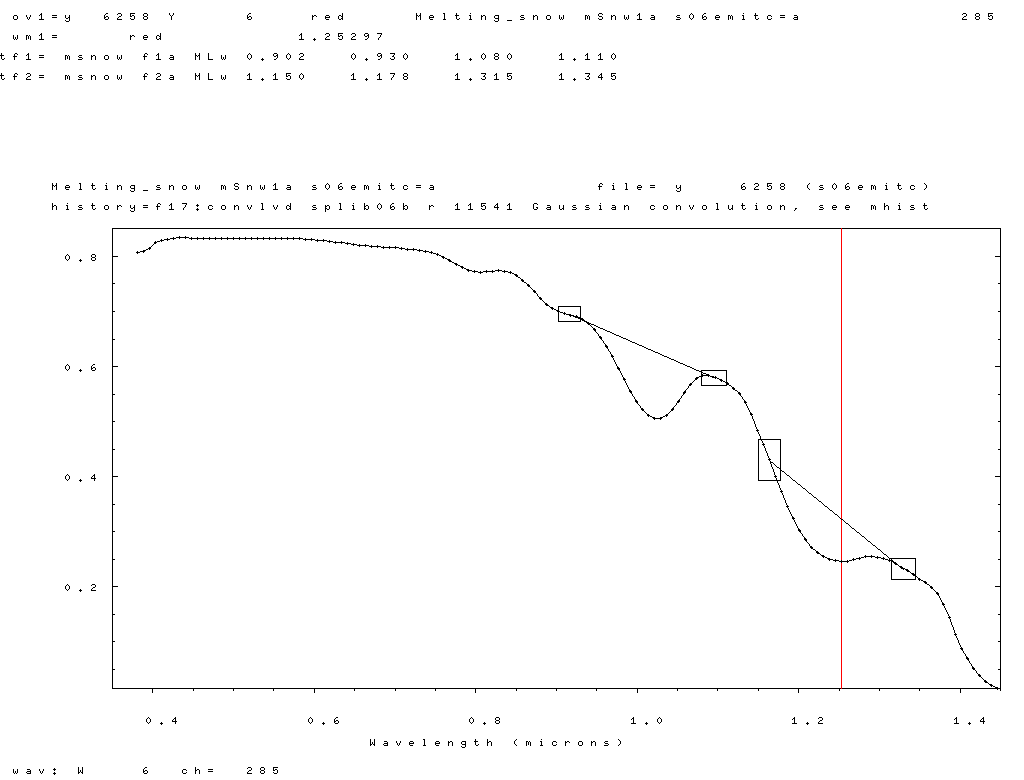 ov1=y 6258 Y 6 red Melting_snow mSnw1a s06emitc=a 285
wm1= red 1.25297
tf1= msnow f1a MLw 0.902 0.930 1.080 1.110
tf2= msnow f2a MLw 1.150 1.178 1.315 1.345
Melting_snow mSnw1a s06emitc=a file= y 6258 (s06emitc)
history=f17:convlvd splib06b r 11541 Gaussian convolution, see mhist
0.8
0.6
0.4
0.2
0.4 0.6 0.8 1.0 1.2 1.4
Wavelength (microns)
wav: W 6 ch= 285